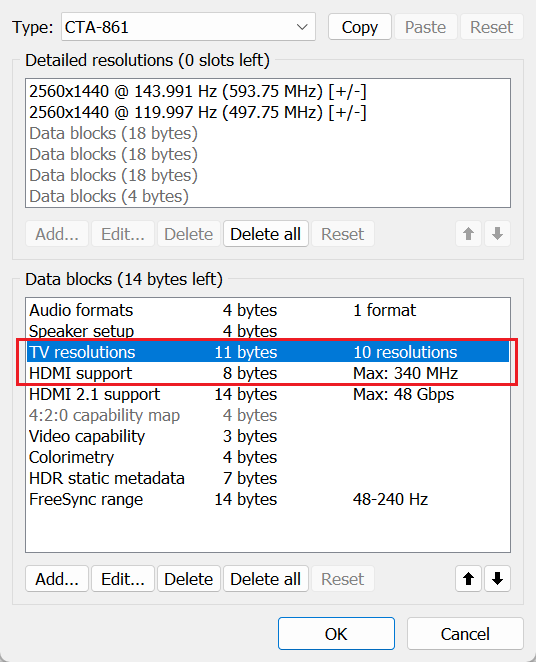 Type: CTA-861 Copy Paste Reset
Detailed resolutions (0 slots left)
2560x1440 @ 143.991 Hz (593.75 MHz) [+/-]
2560x1440 @ 119.997 Hz (497.75 MHz) [+/-]
Data blocks (18 bytes)
Data blocks (18 bytes)
Data blocks (18 bytes)
Data blocks (4 bytes)
Add... Edit... Delete Delete all Reset
Data blocks (14 bytes left)
Audio formats 4 bytes 1 format
Speaker setup 4 bytes
TV resolutions 11 bytes 10 resolutions
HDMI support 8 bytes Max: 340 MHz
HDMI 2.1 support 14 bytes Max: 48 Gbps
4:2:0 capability map 4 bytes
Video capability 3 bytes
Colorimetry 4 bytes
HDR static metadata 7 bytes
FreeSync range 14 bytes 48-240 Hz
Add... Edit... Delete Delete all Reset
OK Cancel